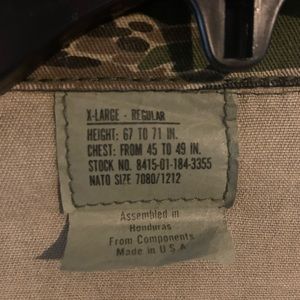 X-LARGE - REGULAR
HEIGHT: 67 TO 71 IN.
CHEST: FROM 45 TO 49 IN.
STOCK NO. 8415-01-184-3355
NATO SIZE 7080/1212
Assembled in
Honduras
From Components
Made in U.S.A